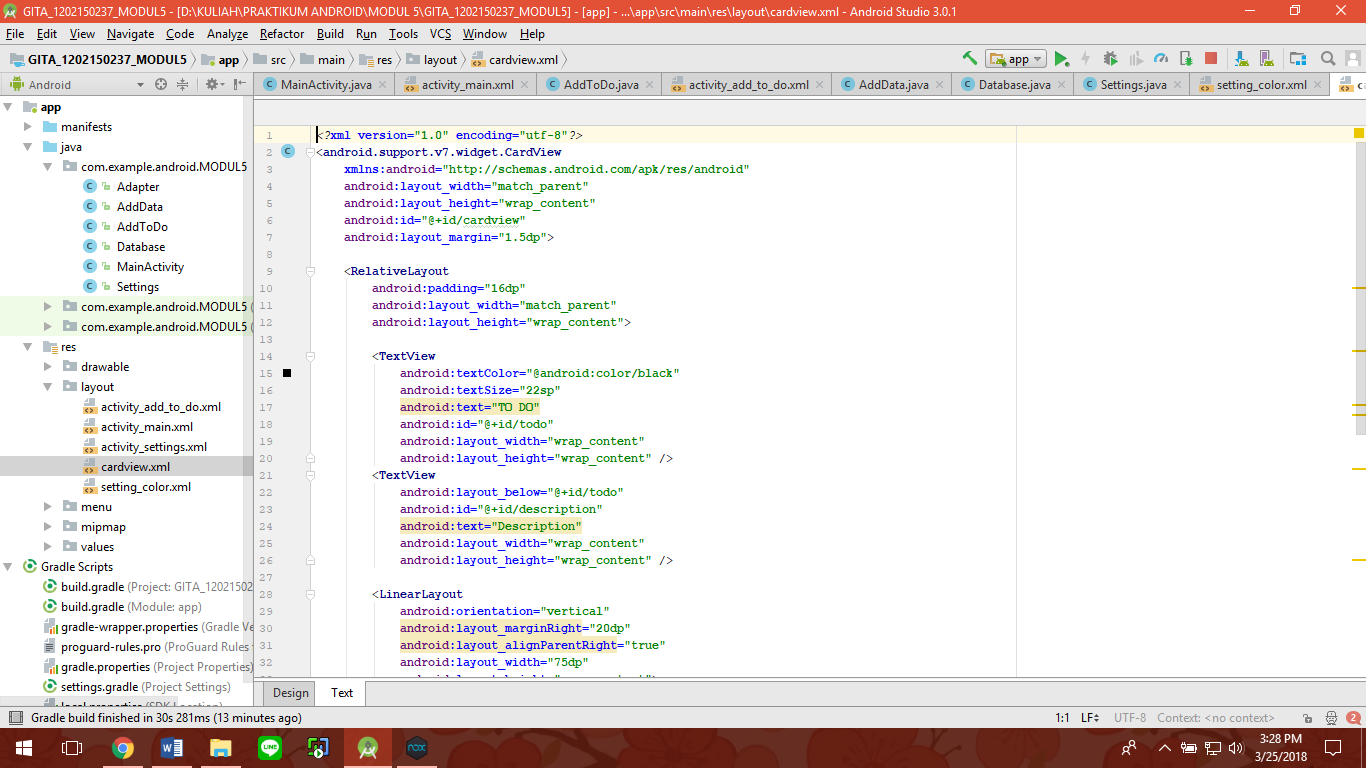 GITA_1202150237_MODUL5 - [D:\KULIAH\PRAKTIKUM ANDROID\MODUL 5\GITA_1202150237_MODUL5] - [app] - ...\app\src\main\res\layout\cardview.xml - Android Studio 3.0.1
File Edit View Navigate Code Analyze Refactor Build Run Tools VCS Window Help
GITA_1202150237_MODUL5 app src main res layout cardview.xml app
Android MainActivity.java activity_main.xml AddToDo.java activity_add_to_do.xml AddData.java Database.java Settings.java setting_color.xml
app
manifests
java
com.example.android.MODUL5
Adapter
AddData
AddToDo
Database
MainActivity
Settings
com.example.android.MODUL5 (
com.example.android.MODUL5 (
res
drawable
layout
activity_add_to_do.xml
activity_main.xml
activity_settings.xml
cardview.xml
setting_color.xml
menu
mipmap
values
Gradle Scripts
build.gradle (Project: GITA_12021502
build.gradle (Module: app)
gradle-wrapper.properties (Gradle Ve
proguard-rules.pro (ProGuard Rules
gradle.properties (Project Properties)
settings.gradle (Project Settings)
1 <?xml version="1.0" encoding="utf-8"?>
2 <android.support.v7.widget.CardView
3 xmlns:android="http://schemas.android.com/apk/res/android"
4 android:layout_width="match_parent"
5 android:layout_height="wrap_content"
6 android:id="@+id/cardview"
7 android:layout_margin="1.5dp">
8
9 <RelativeLayout
10 android:padding="16dp"
11 android:layout_width="match_parent"
12 android:layout_height="wrap_content">
13
14 <TextView
15 android:textColor="@android:color/black"
16 android:textSize="22sp"
17 android:text="TO DO"
18 android:id="@+id/todo"
19 android:layout_width="wrap_content"
20 android:layout_height="wrap_content" />
21 <TextView
22 android:layout_below="@+id/todo"
23 android:id="@+id/description"
24 android:text="Description"
25 android:layout_width="wrap_content"
26 android:layout_height="wrap_content" />
27
28 <LinearLayout
29 android:orientation="vertical"
30 android:layout_marginRight="20dp"
31 android:layout_alignParentRight="true"
32 android:layout_width="75dp"
Design Text
Gradle build finished in 30s 281ms (13 minutes ago) 1:1 LF UTF-8 Context: <no context> 2
3:28 PM
3/25/2018